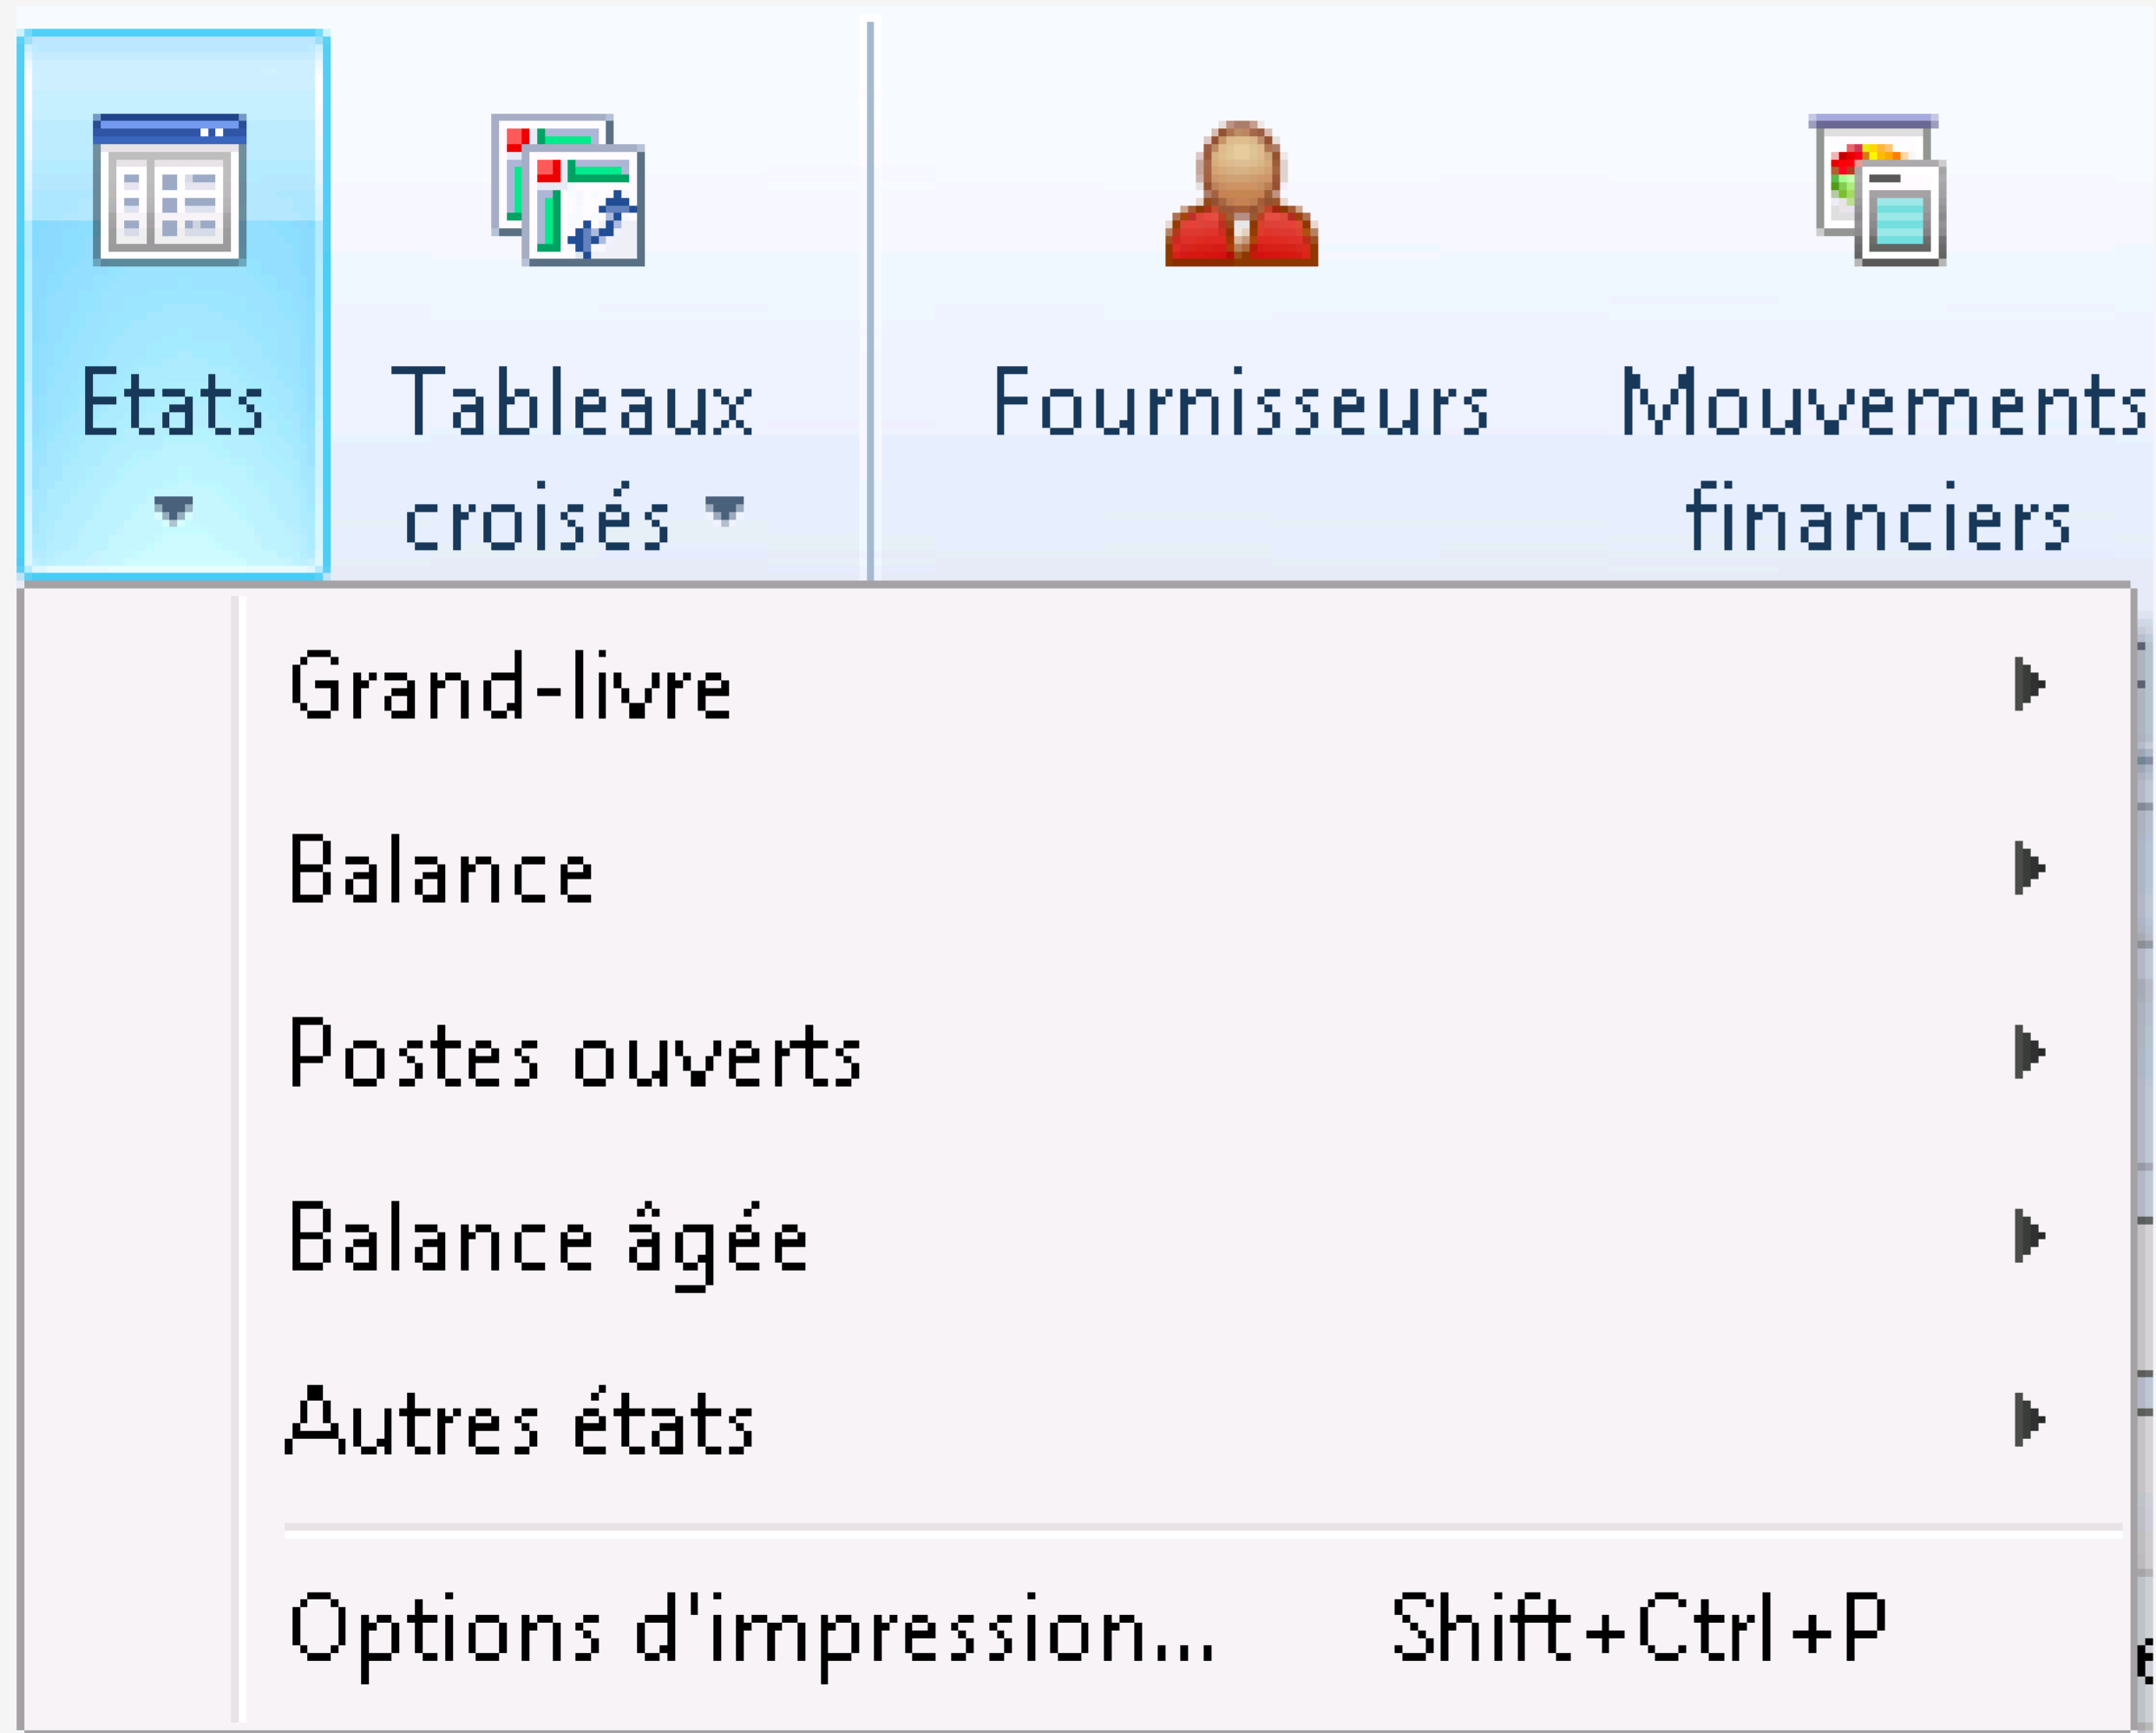 Etats
Tableaux
croisés
Fournisseurs
Mouvements
financiers
Grand-livre
Balance
Postes ouverts
Balance âgée
Autres états
Options d'impression... Shift+Ctrl+P